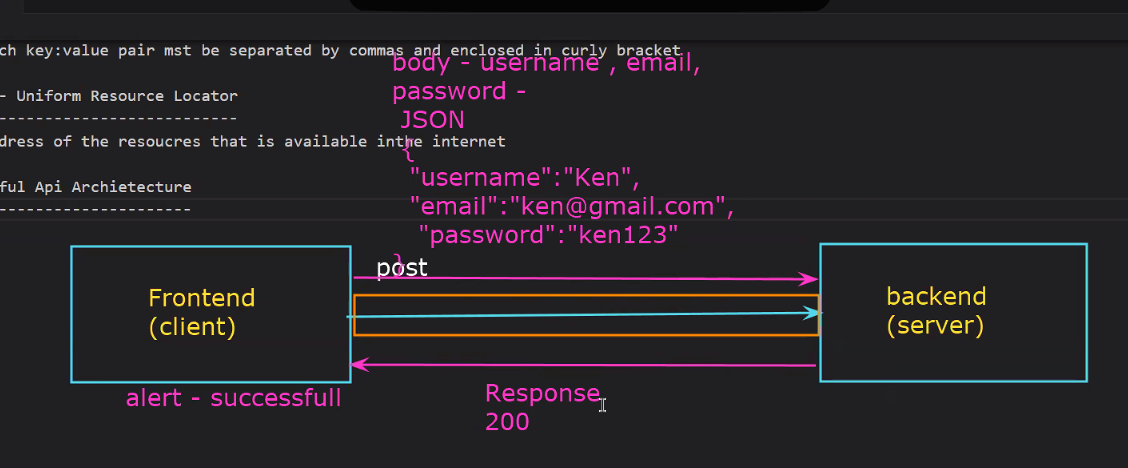 ch key:value pair mst be separated by commas and enclosed in curly bracket
body - username , email,
password -
- Uniform Resource Locator
JSON
dress of the resoucres that is available inthe internet
{
"username":"Ken",
ful Api Archietecture
"email":"ken@gmail.com",
"password":"ken123"
}
post
Frontend
(client)
backend
(server)
alert - successfull
Response
200